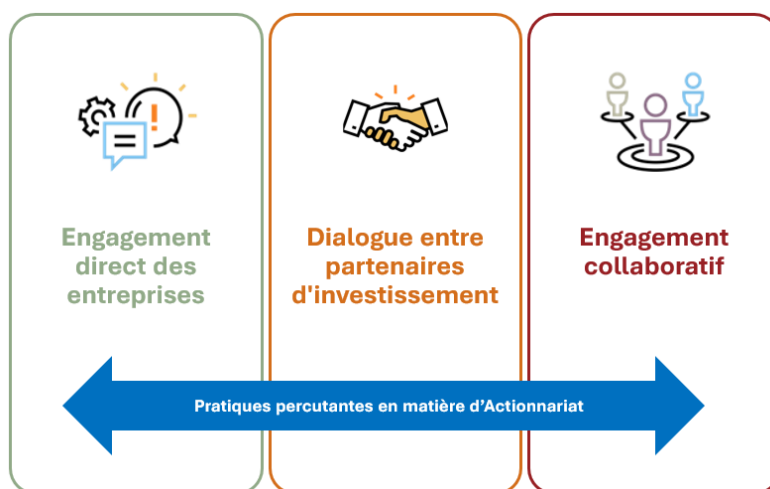 Engagement
direct des
entreprises
Dialogue entre
partenaires
d'investissement
Engagement
collaboratif
Pratiques percutantes en matière d’Actionnariat